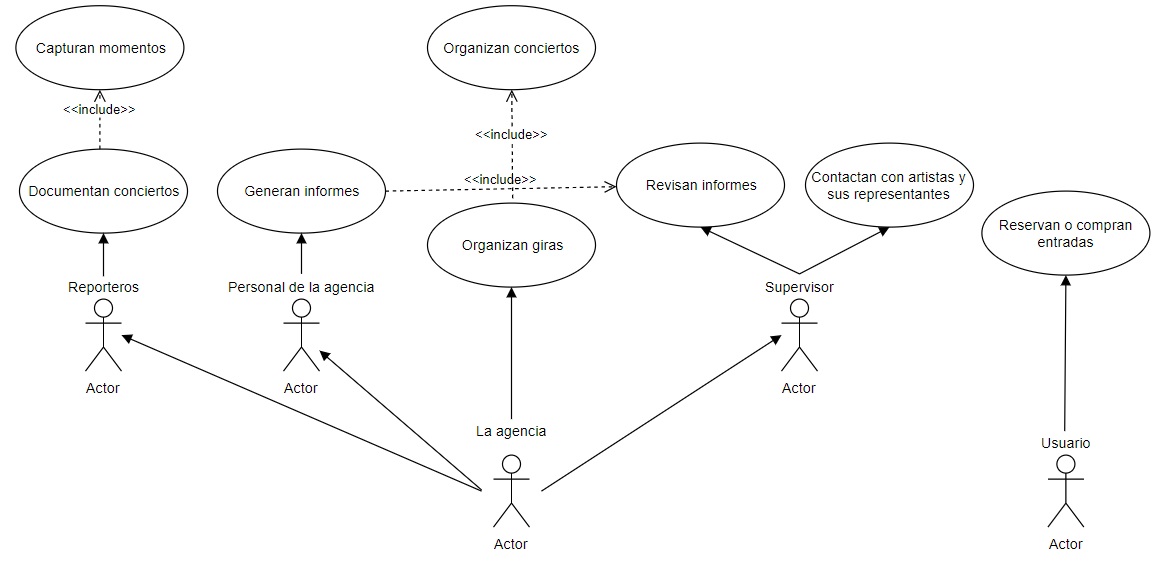 Capturan momentos
Organizan conciertos
<<include>>
<<include>>
Documentan conciertos
Generan informes
<<include>>
Revisan informes
Contactan con artistas y
sus representantes
Organizan giras
Reservan o compran
entradas
Reporteros
Personal de la agencia
Supervisor
Actor
Actor
Actor
La agencia
Usuario
Actor
Actor